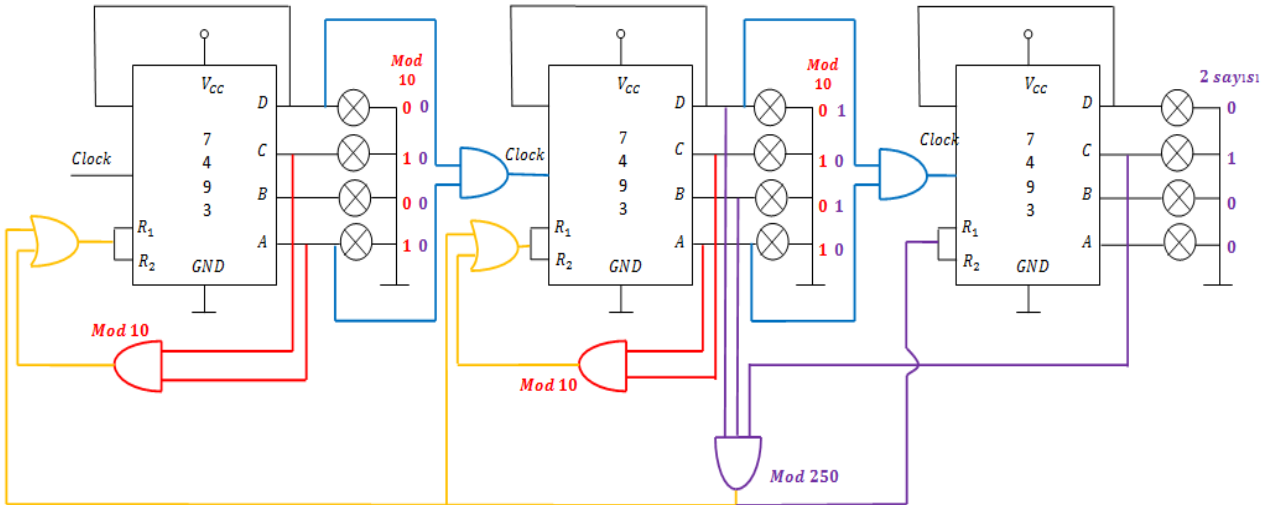 Clock
V_CC
7
4
9
3
D
C
B
A
R_1
R_2
GND
Mod
10
0 0
1 0
0 0
1 0
Mod 10
Clock
V_CC
7
4
9
3
D
C
B
A
R_1
R_2
GND
Mod
10
0 1
1 0
0 1
1 0
Mod 10
Clock
V_CC
7
4
9
3
D
C
B
A
R_1
R_2
GND
2 sayısı
0
1
0
0
Mod 250